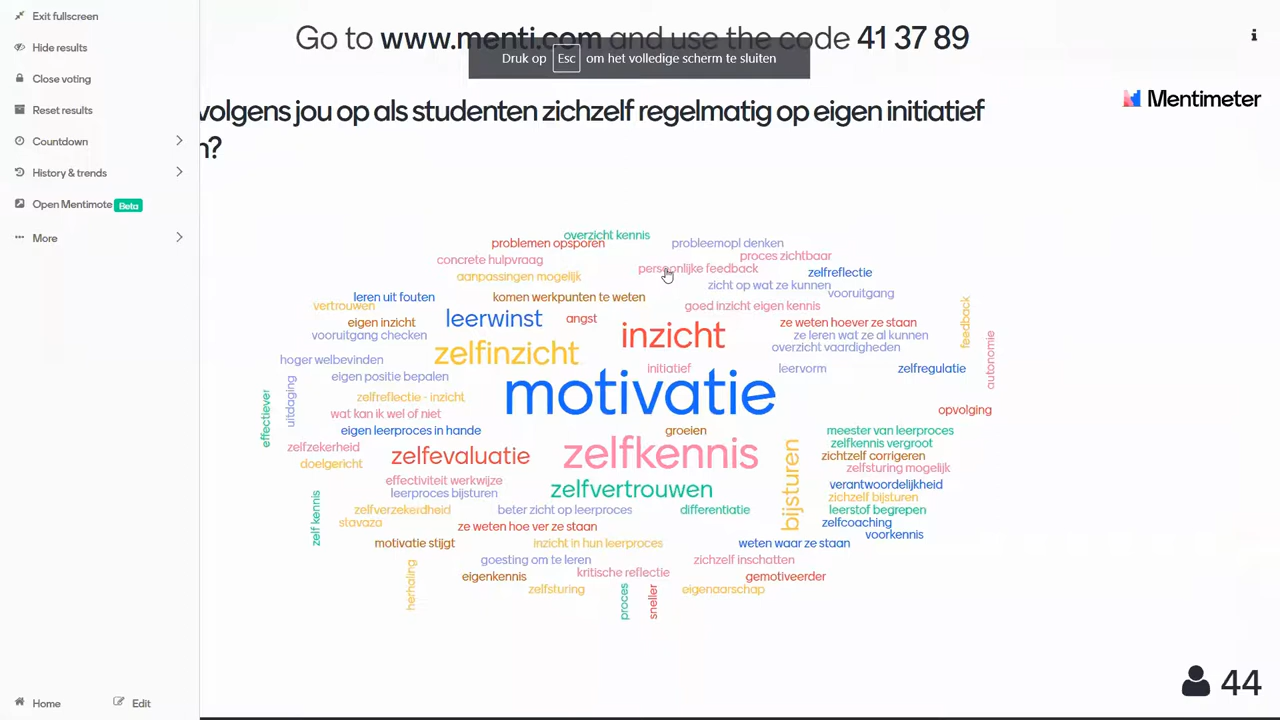 Exit fullscreen
Hide results
Close voting
Reset results
Countdown
History & trends
Open Mentimote Beta
More
Home
Edit
Go to www.menti.com and use the code 41 37 89
Druk op Esc om het volledige scherm te sluiten
Mentimeter
volgens jou op als studenten zichzelf regelmatig op eigen initiatief
n?
overzicht kennis
problemen opsporen
probleemopl denken
concrete hulpvraag
proces zichtbaar
persoonlijke feedback
aanpassingen mogelijk
zelfreflectie
zicht op wat ze kunnen
leren uit fouten
komen werkpunten te weten
vooruitgang
vertrouwen
goed inzicht eigen kennis
feedback
eigen inzicht
leerwinst
angst
inzicht
ze weten hoever ze staan
vooruitgang checken
ze leren wat ze al kunnen
zelfinzicht
overzicht vaardigheden
autonomie
hoger welbevinden
initiatief
leervorm
zelfregulatie
eigen positie bepalen
uitdaging
motivatie
effectiever
zelfreflectie - inzicht
wat kan ik wel of niet
opvolging
eigen leerproces in hande
groeien
meester van leerproces
zelfkennis vergroot
zelfzekerheid
zelfevaluatie
zelfkennis
bijsturen
zichtzelf corrigeren
doelgericht
zelfsturing mogelijk
effectiviteit werkwijze
verantwoordelijkheid
leerproces bijsturen
zelfvertrouwen
zichzelf bijsturen
zelf kennis
zelfverzekerdheid
beter zicht op leerproces
differentiatie
leerstof begrepen
stavaza
ze weten hoe ver ze staan
zelfcoaching
voorkennis
motivatie stijgt
inzicht in hun leerproces
weten waar ze staan
goesting om te leren
zichzelf inschatten
herhaling
eigenkennis
kritische reflectie
gemotiveerder
zelfsturing
proces
sneller
eigenaarschap
44